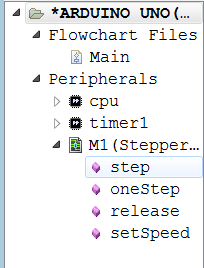 *ARDUINO UNO(...
Flowchart Files
Main
Peripherals
cpu
timer1
M1(Stepper...
step
oneStep
release
setSpeed